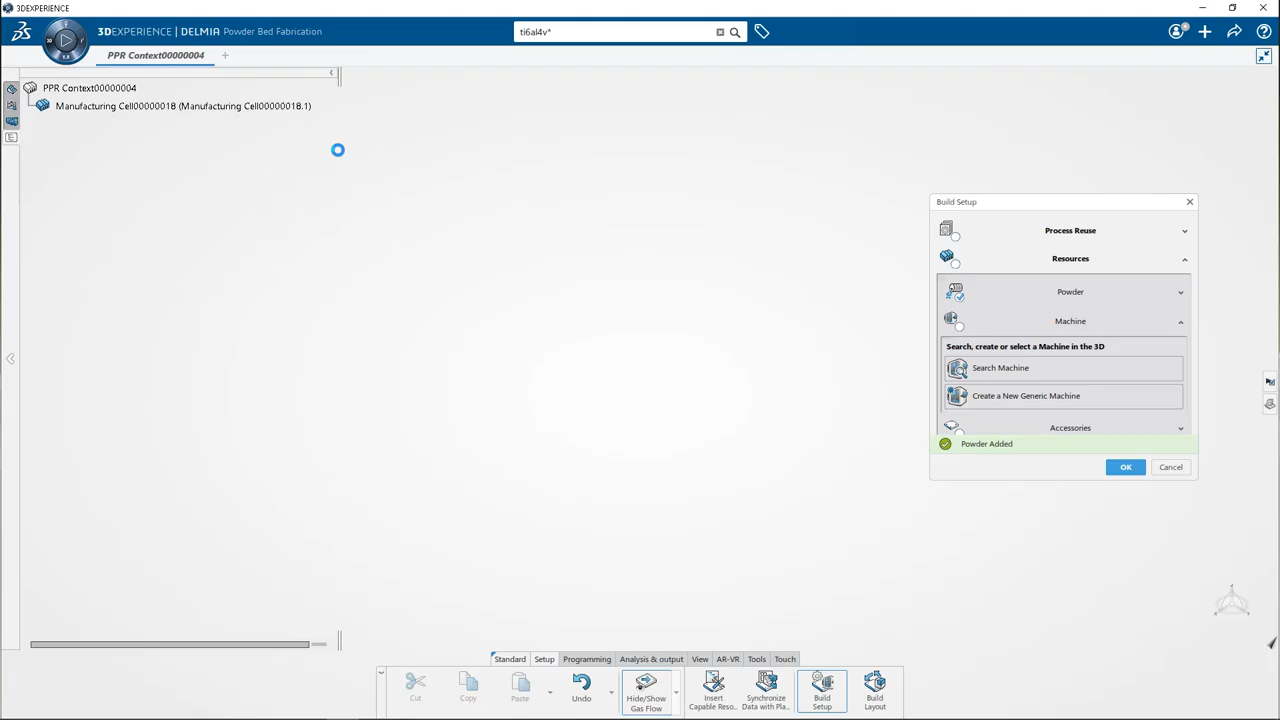 3DEXPERIENCE
3DEXPERIENCE | DELMIA Powder Bed Fabrication
ti6al4v*
PPR Context00000004
PPR Context00000004
Manufacturing Cell00000018 (Manufacturing Cell00000018.1)
Build Setup
Process Reuse
Resources
Powder
Machine
Search, create or select a Machine in the 3D
Search Machine
Create a New Generic Machine
Accessories
Powder Added
OK Cancel
Standard Setup Programming Analysis & output View AR-VR Tools Touch
Cut Copy Paste Undo Hide/Show Gas Flow Insert Capable Reso... Synchronize Data with Pla... Build Setup Build Layout